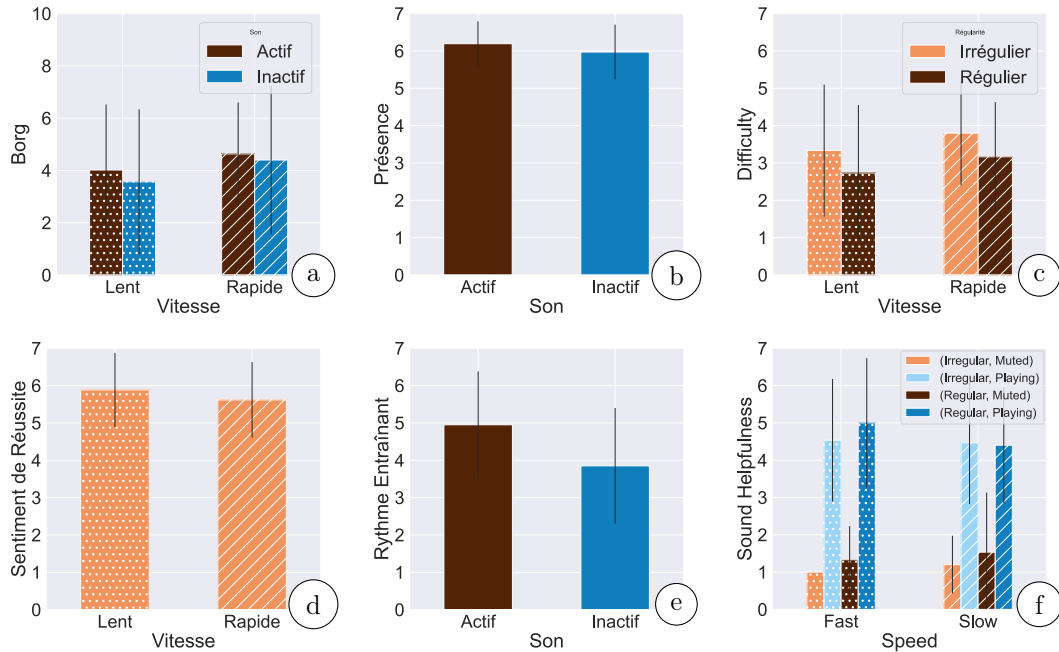 10
8
6
4
2
0
Borg
Son
Actif
Inactif
Lent
Rapide
Vitesse
a
7
6
5
4
3
2
1
0
Présence
Actif
Inactif
Son
b
7
6
5
4
3
2
1
0
Difficulty
Régularité
Irrégulier
Régulier
Lent
Rapide
Vitesse
c
7
6
5
4
3
2
1
0
Sentiment de Réussite
Lent
Rapide
Vitesse
d
7
6
5
4
3
2
1
0
Rythme Entraînant
Actif
Inactif
Son
e
7
6
5
4
3
2
1
0
Sound Helpfulness
(Irregular, Muted)
(Irregular, Playing)
(Regular, Muted)
(Regular, Playing)
Fast
Slow
Speed
f